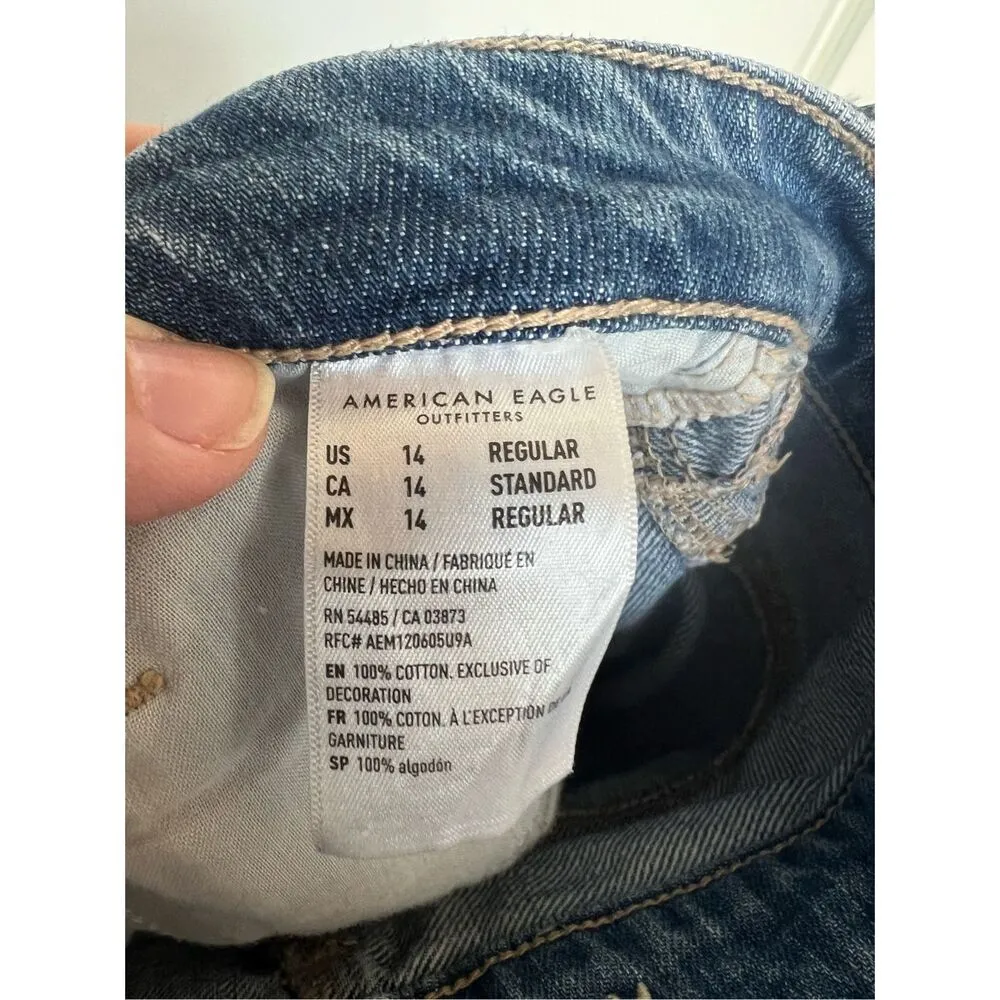 AMERICAN EAGLE
OUTFITTERS
US 14 REGULAR
CA 14 STANDARD
MX 14 REGULAR
MADE IN CHINA / FABRIQUÉ EN
CHINE / HECHO EN CHINA
RN 54485 / CA 03873
RFC# AEM120605U9A
EN 100% COTTON. EXCLUSIVE OF
DECORATION
FR 100% COTON. À L'EXCEPTION
GARNITURE
SP 100% algodón